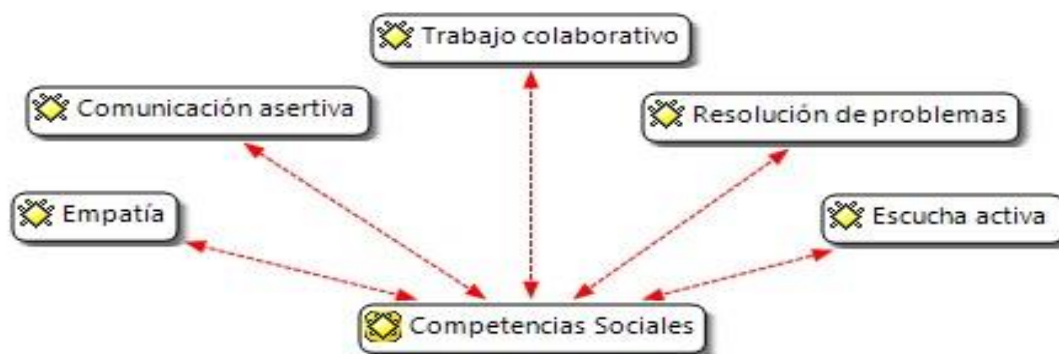 Trabajo colaborativo
Comunicación asertiva
Resolución de problemas
Empatía
Escucha activa
Competencias Sociales